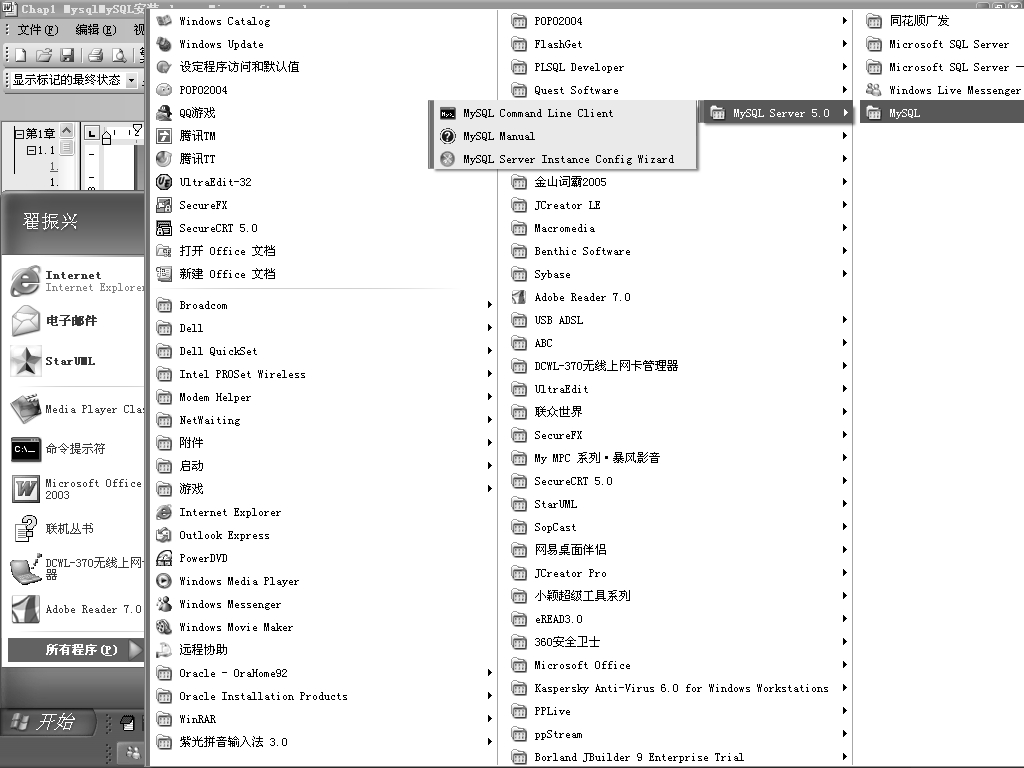 Chap1 Mysql
文件(F) 编辑(E) 视
显示标记的最终状态
第1章
1.1
1.
1.
翟振兴
Internet
Internet Explorer
电子邮件
StarUML
Media Player Cla
命令提示符
Microsoft Office
2003
联机丛书
DCWL-370无线上网
器
Adobe Reader 7.0
所有程序(P)
开始
Windows Catalog
Windows Update
设定程序访问和默认值
POPO2004
QQ游戏
腾讯TM
腾讯TT
UltraEdit-32
SecureFX
SecureCRT 5.0
打开 Office 文档
新建 Office 文档
Broadcom
Dell
Dell QuickSet
Intel PROSet Wireless
Modem Helper
NetWaiting
附件
启动
游戏
Internet Explorer
Outlook Express
PowerDVD
Windows Media Player
Windows Messenger
Windows Movie Maker
远程协助
Oracle - OraHome92
Oracle Installation Products
WinRAR
紫光拼音输入法 3.0
POPO2004
FlashGet
PLSQL Developer
Quest Software
MySQL Command Line Client
MySQL Manual
MySQL Server Instance Config Wizard
MySQL Server 5.0
金山词霸2005
JCreator LE
Macromedia
Benthic Software
Sybase
Adobe Reader 7.0
USB ADSL
ABC
DCWL-370无线上网卡管理器
UltraEdit
联众世界
SecureFX
My MPC 系列·暴风影音
SecureCRT 5.0
StarUML
SopCast
网易桌面伴侣
JCreator Pro
小颖超级工具系列
eREAD3.0
360安全卫士
Microsoft Office
Kaspersky Anti-Virus 6.0 for Windows Workstations
PPLive
ppStream
Borland JBuilder 9 Enterprise Trial
同花顺广发
Microsoft SQL Server
Microsoft SQL Server 一
Windows Live Messenger
MySQL